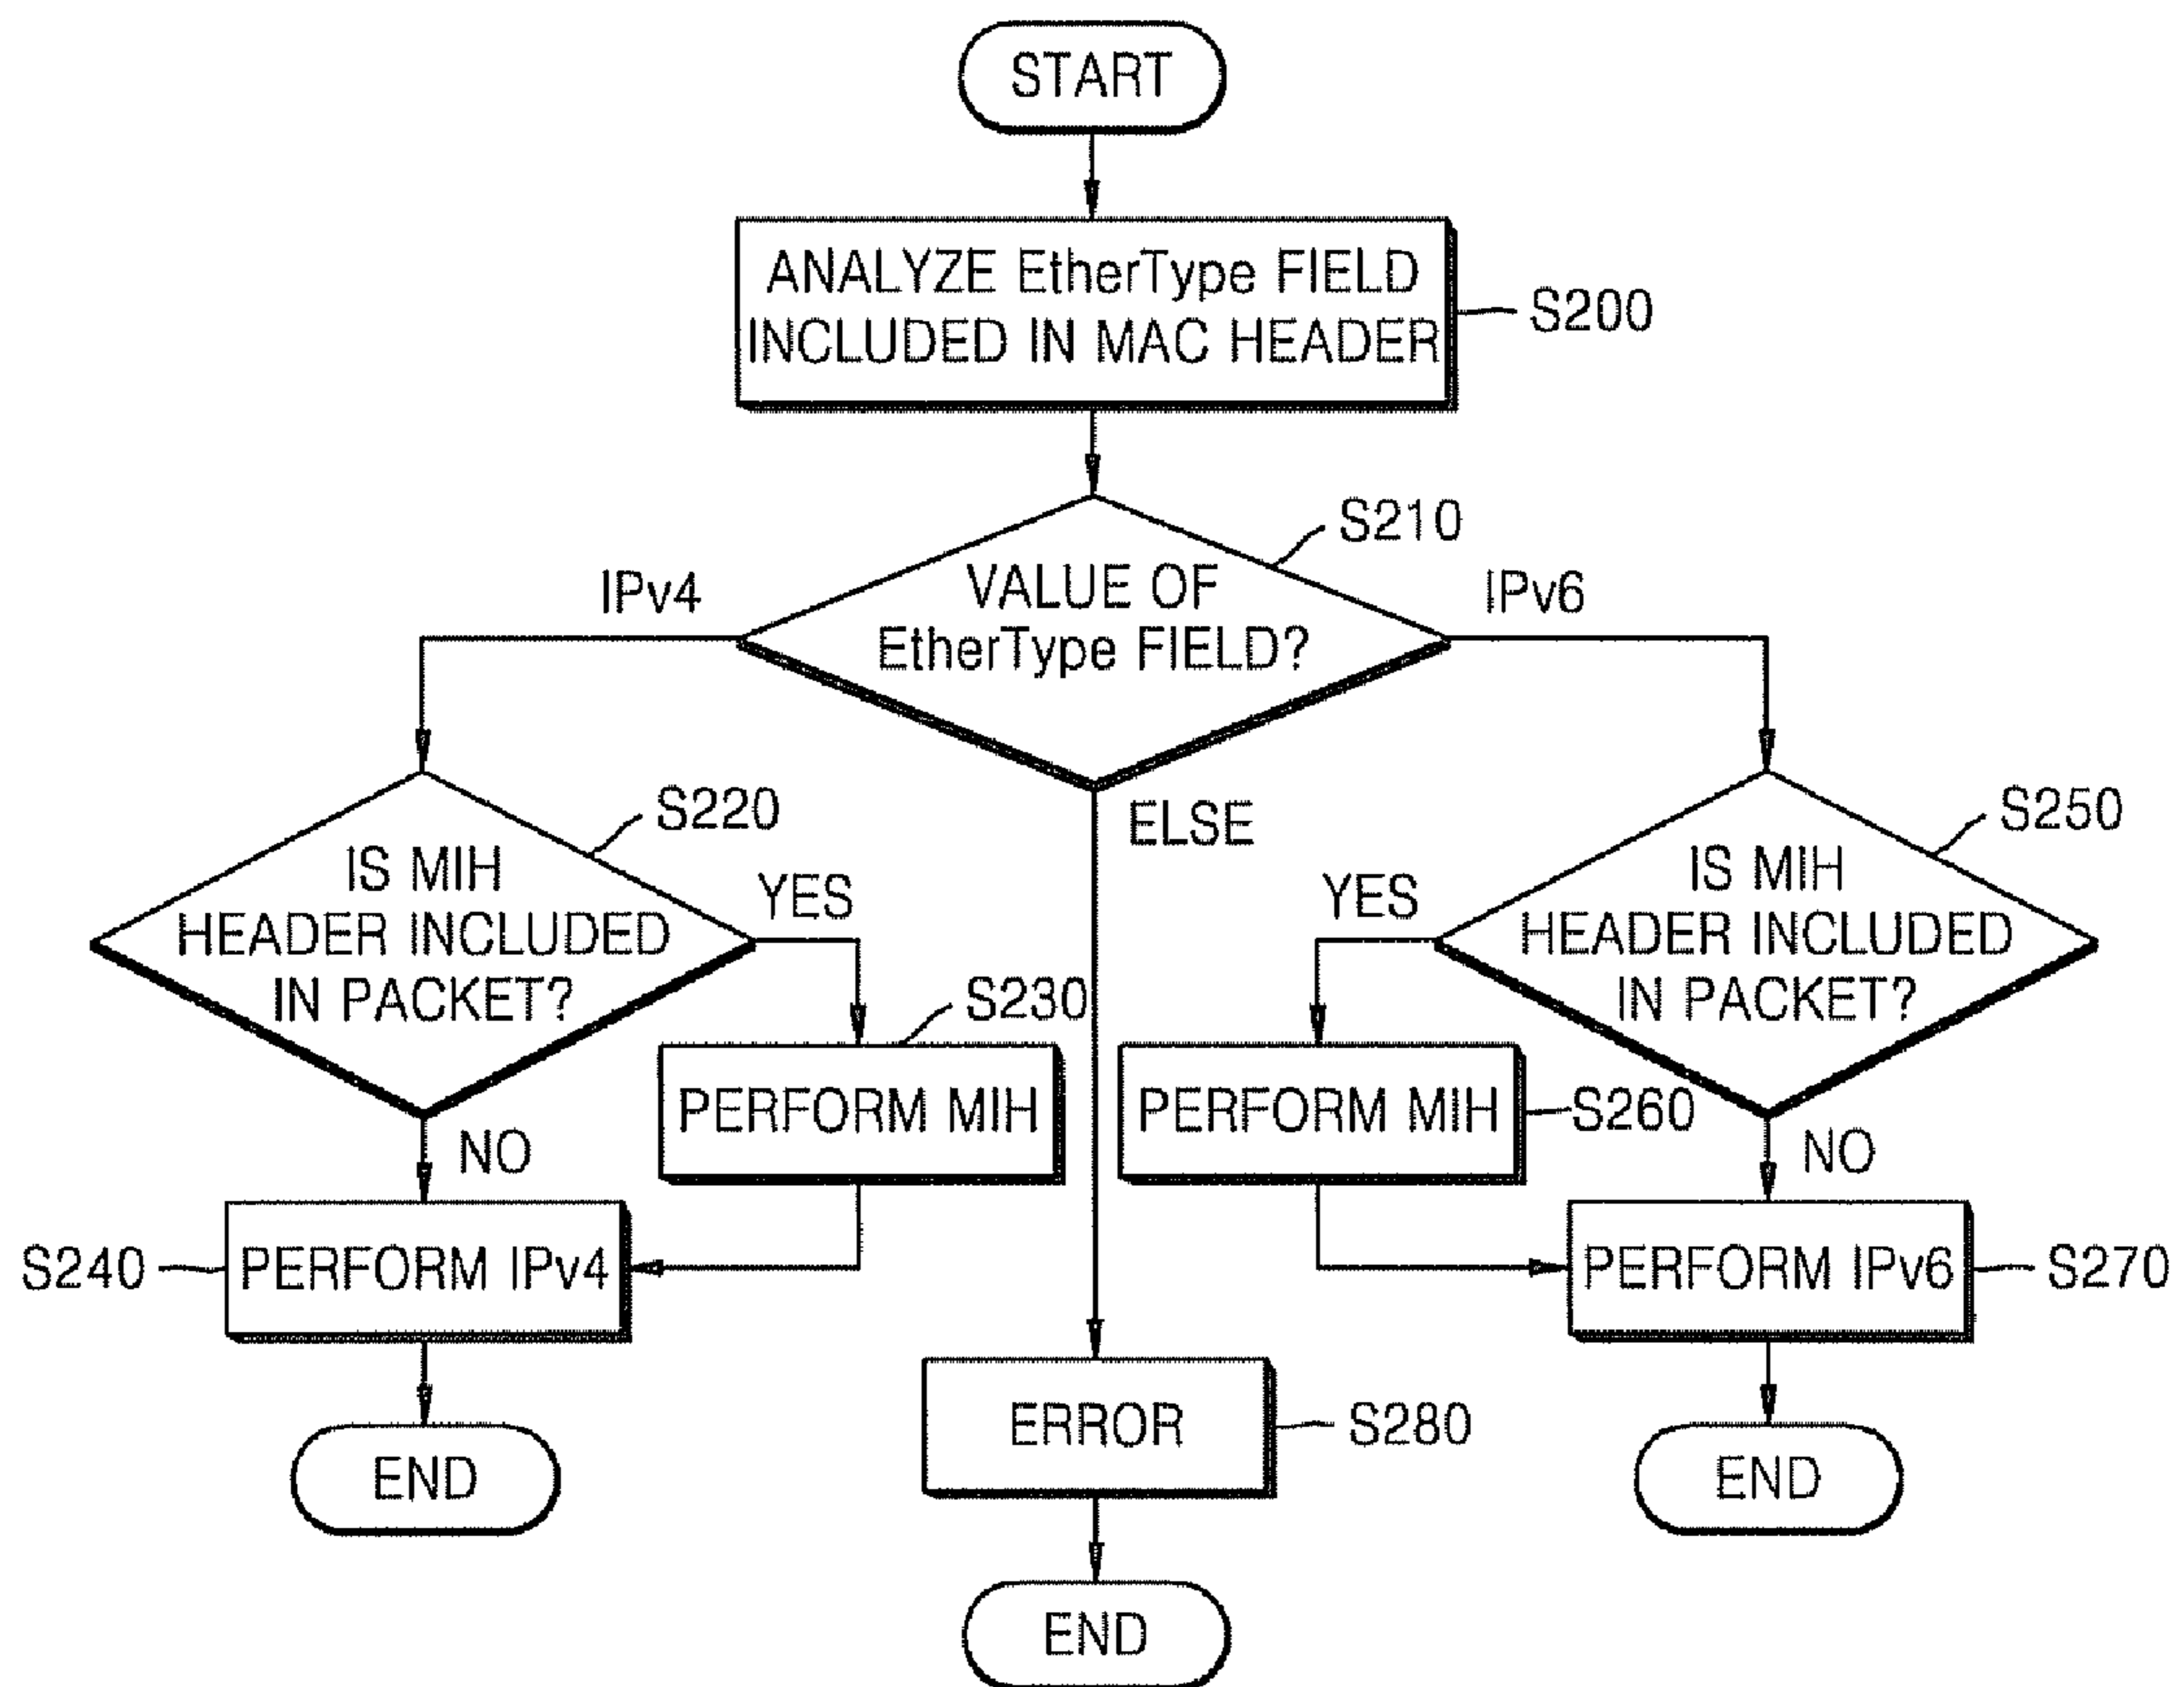 START
ANALYZE EtherType FIELD
INCLUDED IN MAC HEADER
S200
S210
IPv4
VALUE OF
EtherType FIELD?
IPv6
ELSE
S220
IS MIH
HEADER INCLUDED
IN PACKET?
YES
NO
S230
PERFORM MIH
S240
PERFORM IPv4
END
S250
IS MIH
HEADER INCLUDED
IN PACKET?
YES
NO
PERFORM MIH
S260
PERFORM IPv6
S270
END
ERROR
S280
END